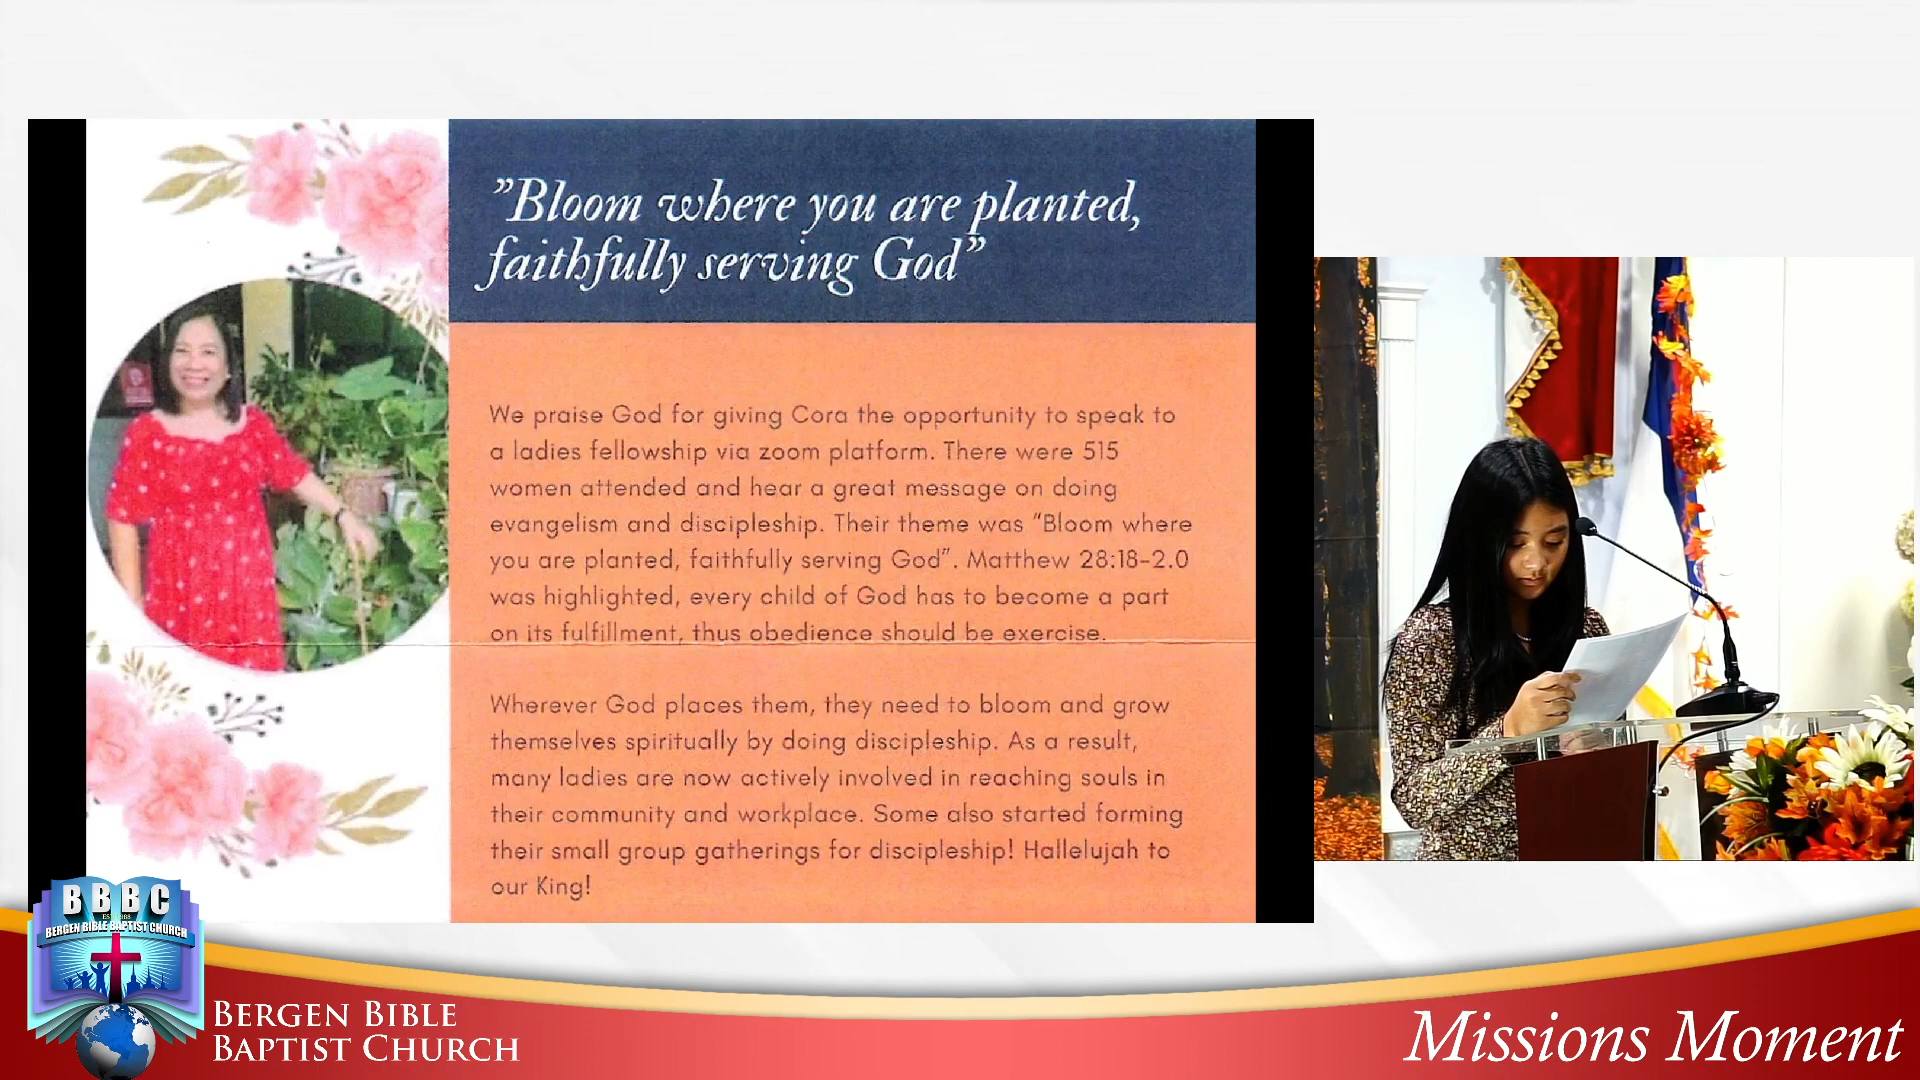 ”Bloom where you are planted,
faithfully serving God”
We praise God for giving Cora the opportunity to speak to
a ladies fellowship via zoom platform. There were 515
women attended and hear a great message on doing
evangelism and discipleship. Their theme was “Bloom where
you are planted, faithfully serving God”. Matthew 28:18-2.0
was highlighted, every child of God has to become a part
on its fulfillment, thus obedience should be exercise.
Wherever God places them, they need to bloom and grow
themselves spiritually by doing discipleship. As a result,
many ladies are now actively involved in reaching souls in
their community and workplace. Some also started forming
their small group gatherings for discipleship! Hallelujah to
our King!
B B B C
BERGEN BIBLE BAPTIST CHURCH
BERGEN BIBLE
BAPTIST CHURCH
Missions Moment